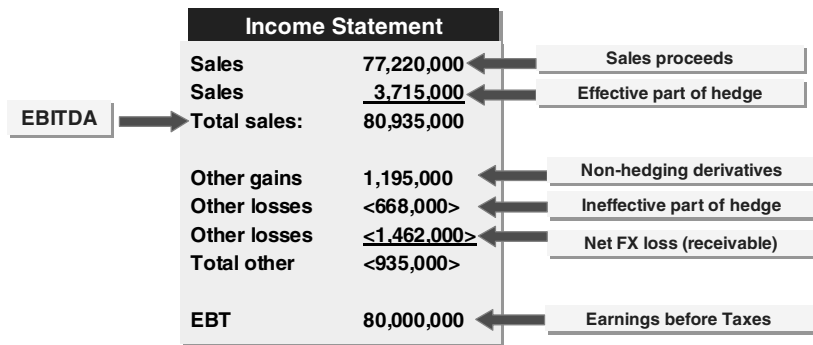 Income Statement
Sales 77,220,000 Sales proceeds
Sales 3,715,000 Effective part of hedge
EBITDA Total sales: 80,935,000
Other gains 1,195,000 Non-hedging derivatives
Other losses <668,000> Ineffective part of hedge
Other losses <1,462,000> Net FX loss (receivable)
Total other <935,000>
EBT 80,000,000 Earnings before Taxes